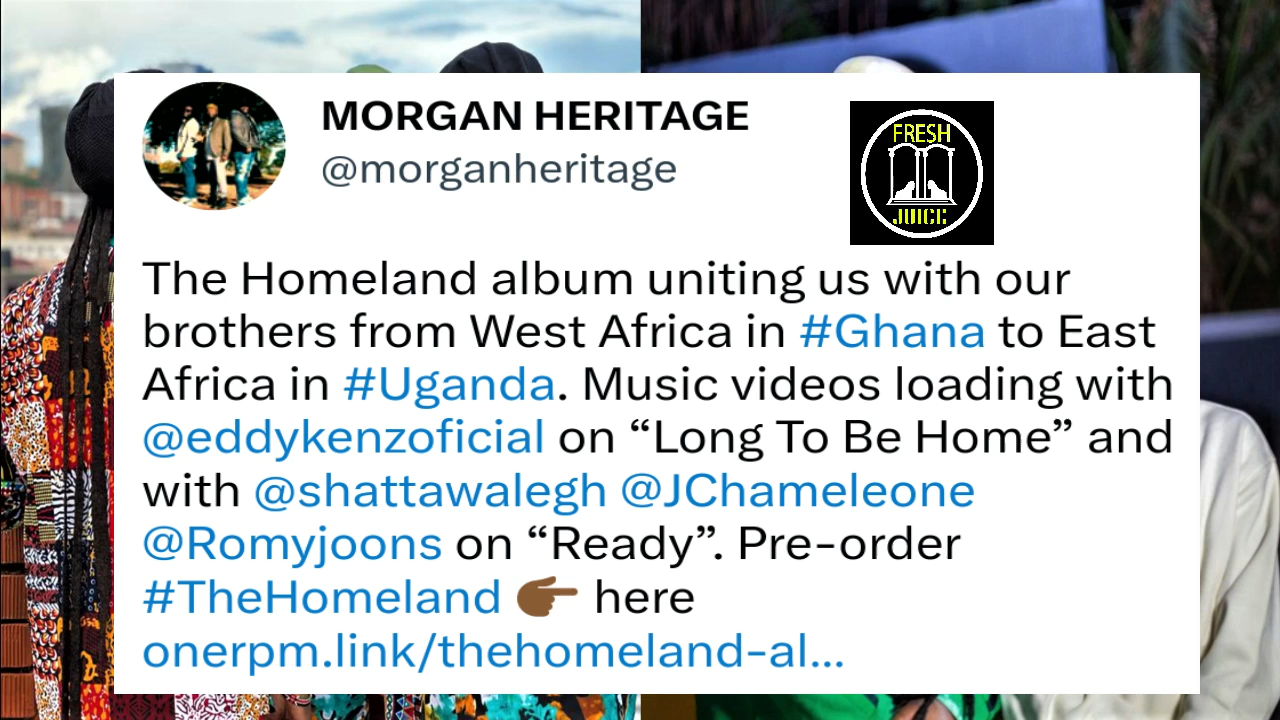 MORGAN HERITAGE
@morganheritage
FRESH
JUICE
The Homeland album uniting us with our
brothers from West Africa in #Ghana to East
Africa in #Uganda. Music videos loading with
@eddykenzoficial on “Long To Be Home” and
with @shattawalegh @JChameleone
@Romyjoons on “Ready”. Pre-order
#TheHomeland 👉🏾 here
onerpm.link/thehomeland-al...